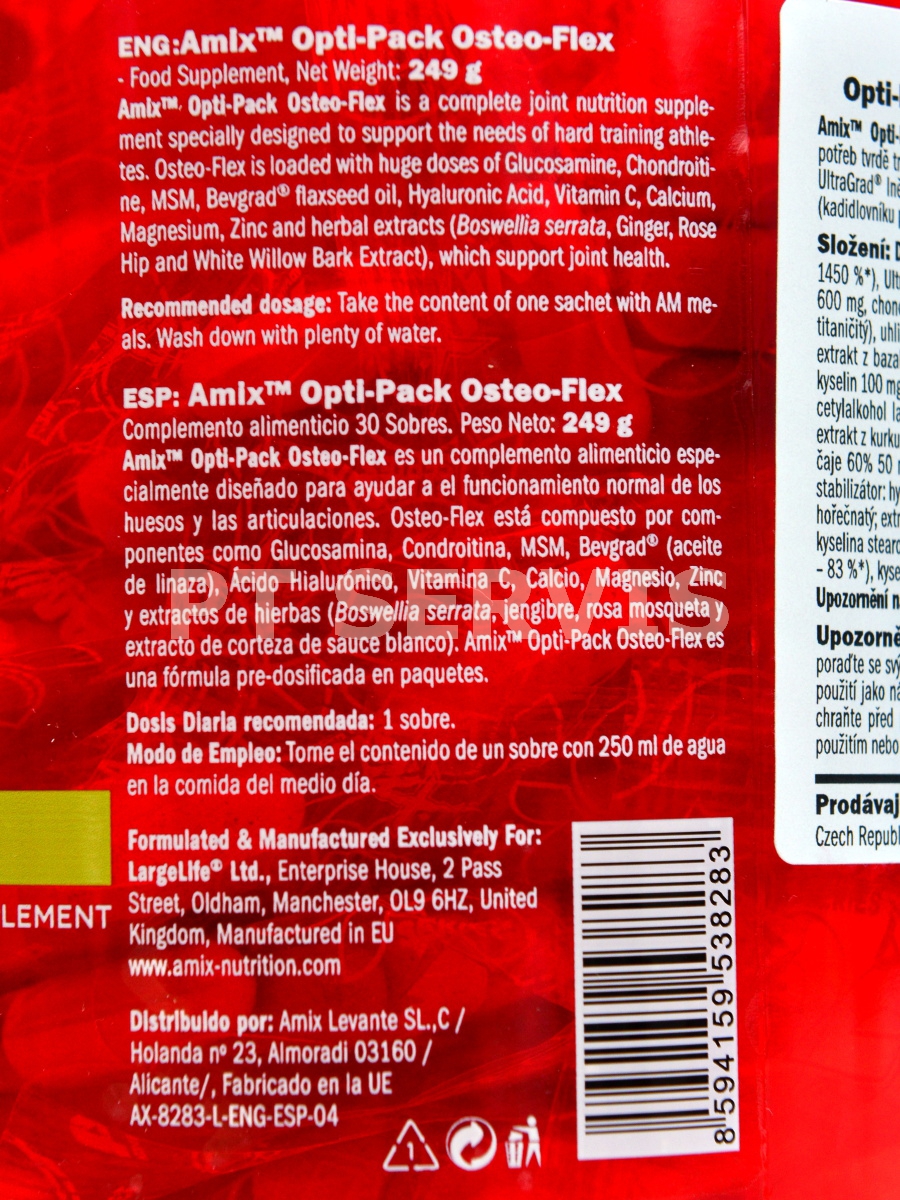 ENG:Amix™ Opti-Pack Osteo-Flex
- Food Supplement, Net Weight: 249 g
Amix™ Opti-Pack Osteo-Flex is a complete joint nutrition supple-
ment specially designed to support the needs of hard training athle-
tes. Osteo-Flex is loaded with huge doses of Glucosamine, Chondroiti-
ne, MSM, Bevgrad® flaxseed oil, Hyaluronic Acid, Vitamin C, Calcium,
Magnesium, Zinc and herbal extracts (Boswellia serrata, Ginger, Rose
Hip and White Willow Bark Extract), which support joint health.
Recommended dosage: Take the content of one sachet with AM me-
als. Wash down with plenty of water.
ESP: Amix™ Opti-Pack Osteo-Flex
Complemento alimenticio 30 Sobres. Peso Neto: 249 g
Amix™ Opti-Pack Osteo-Flex es un complemento alimenticio espe-
cialmente diseñado para ayudar a el funcionamiento normal de los
huesos y las articulaciones. Osteo-Flex está compuesto por com-
ponentes como Glucosamina, Condroitina, MSM, Bevgrad® (aceite
de linaza), Ácido Hialurónico, Vitamina C, Calcio, Magnesio, Zinc
y extractos de hierbas (Boswellia serrata, jengibre, rosa mosqueta y
extracto de corteza de sauce blanco). Amix™ Opti-Pack Osteo-Flex es
una fórmula pre-dosificada en paquetes.
Dosis Diaria recomendada: 1 sobre.
Modo de Empleo: Tome el contenido de un sobre con 250 ml de agua
en la comida del medio día.
Formulated & Manufactured Exclusively For:
LargeLife® Ltd., Enterprise House, 2 Pass
Street, Oldham, Manchester, OL9 6HZ, United
Kingdom, Manufactured in EU
www.amix-nutrition.com
Distribuido por: Amix Levante SL.,C /
Holanda nº 23, Almoradi 03160 /
Alicante/, Fabricado en la UE
AX-8283-L-ENG-ESP-04
1
8 594159 538283
LEMENT
PT SERVIS
Opti-
Amix™ Opti-
potřeb tvrdě tr
UltraGrad® lně
(kadidlovníku p
Složení: D
1450 %*), Ult
600 mg, chon
titaničitý), uhli
extrakt z baza
kyselin 100 mg
cetylalkohol la
extrakt z kurku
čaje 60% 50 m
stabilizátor: hy
hořečnatý; extr
kyselina stearo
– 83 %*), kyse
Upozornění n
Upozorně
poraďte se svý
použití jako ná
chraňte před
použitím nebo
Prodávaj
Czech Republ